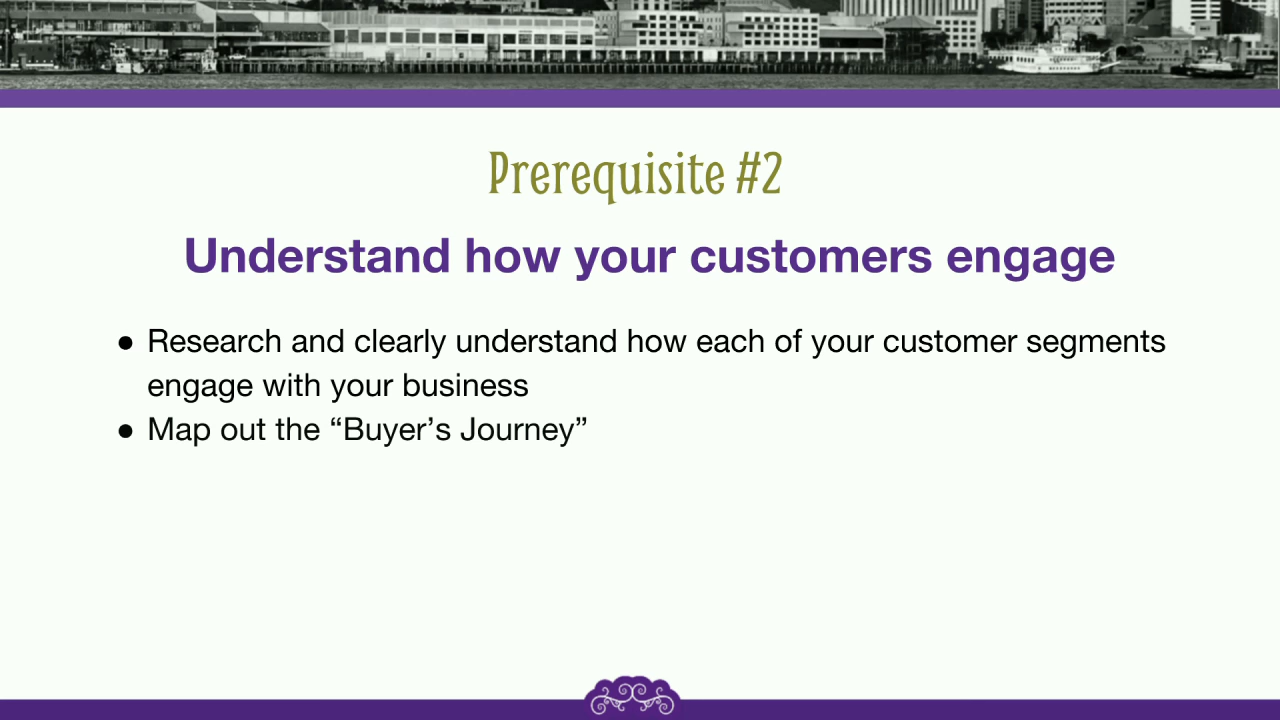 Prerequisite #2
Understand how your customers engage
● Research and clearly understand how each of your customer segments
engage with your business
● Map out the “Buyer’s Journey”